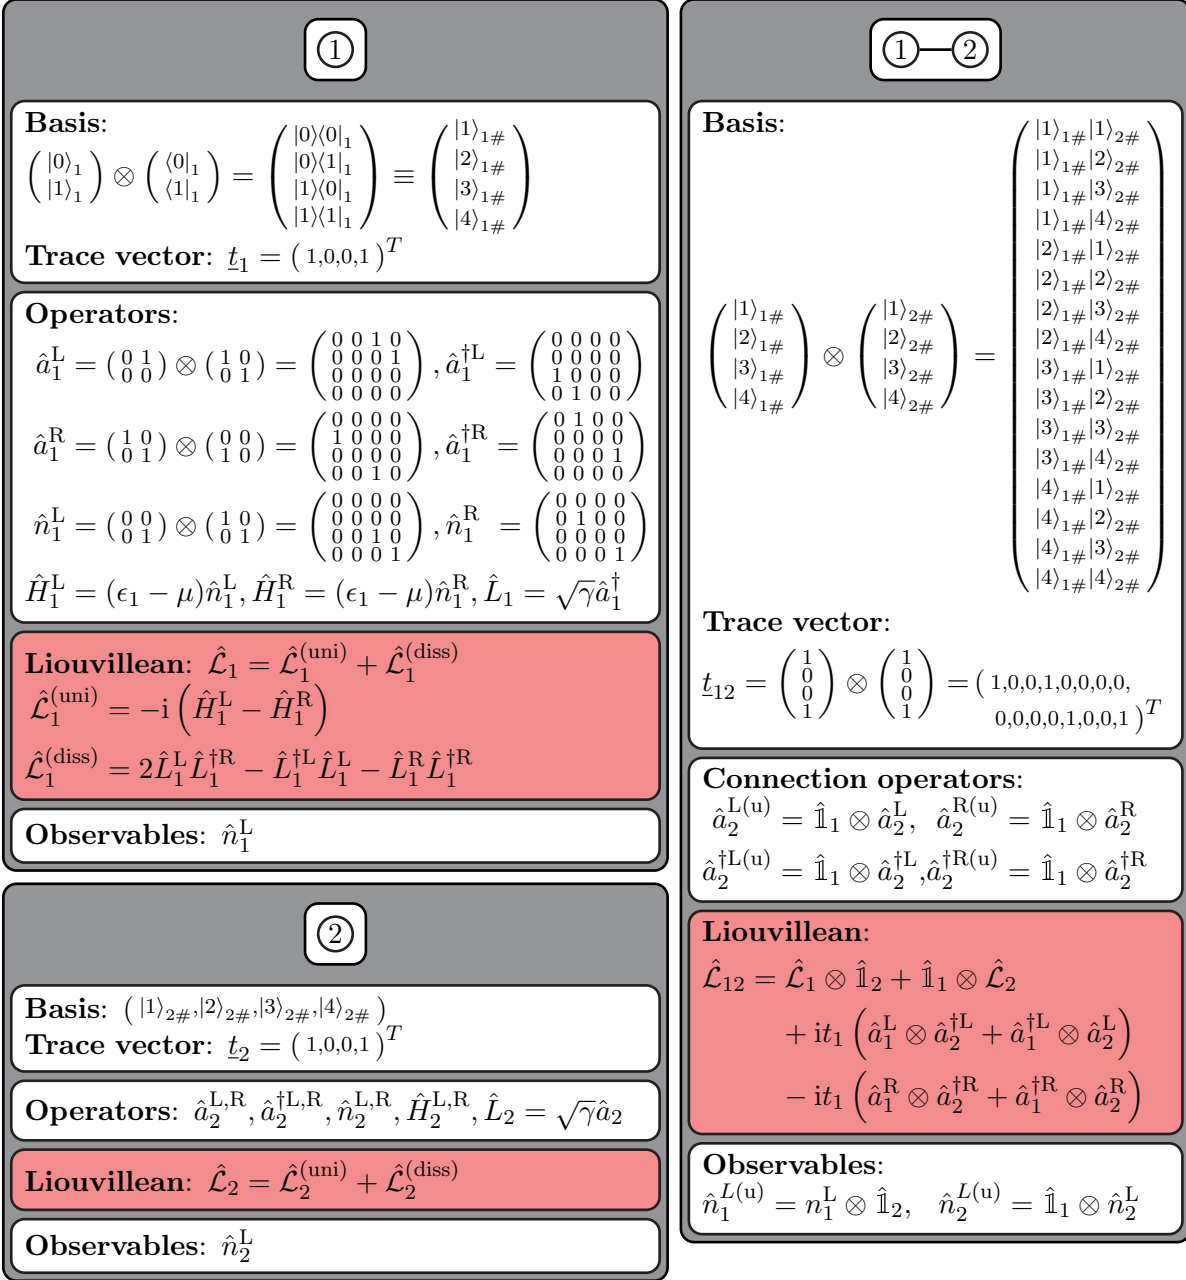 ①
Basis:
( |0⟩₁ |1⟩₁ ) ⊗ ( ⟨0|₁ ⟨1|₁ ) = ( |0⟩⟨0|₁ |0⟩⟨1|₁ |1⟩⟨0|₁ |1⟩⟨1|₁ ) ≡ ( |1⟩₁# |2⟩₁# |3⟩₁# |4⟩₁# )
Trace vector: t̲₁ = ( 1,0,0,1 )^T
Operators:
â₁^L = ( 0 1 / 0 0 ) ⊗ ( 1 0 / 0 1 ) = ( 0 0 1 0 / 0 0 0 1 / 0 0 0 0 / 0 0 0 0 ), â₁^†L = ( 0 0 0 0 / 0 0 0 0 / 1 0 0 0 / 0 1 0 0 )
â₁^R = ( 1 0 / 0 1 ) ⊗ ( 0 0 / 1 0 ) = ( 0 0 0 0 / 1 0 0 0 / 0 0 0 0 / 0 0 1 0 ), â₁^†R = ( 0 1 0 0 / 0 0 0 0 / 0 0 0 1 / 0 0 0 0 )
n̂₁^L = ( 0 0 / 0 1 ) ⊗ ( 1 0 / 0 1 ) = ( 0 0 0 0 / 0 0 0 0 / 0 0 1 0 / 0 0 0 1 ), n̂₁^R = ( 0 0 0 0 / 0 1 0 0 / 0 0 0 0 / 0 0 0 1 )
Ĥ₁^L = (ϵ₁ − μ)n̂₁^L, Ĥ₁^R = (ϵ₁ − μ)n̂₁^R, L̂₁ = √γ â₁^†
Liouvillean: ℒ̂₁ = ℒ̂₁^(uni) + ℒ̂₁^(diss)
ℒ̂₁^(uni) = −i ( Ĥ₁^L − Ĥ₁^R )
ℒ̂₁^(diss) = 2L̂₁^L L̂₁^†R − L̂₁^†L L̂₁^L − L̂₁^R L̂₁^†R
Observables: n̂₁^L
②
Basis: ( |1⟩₂#,|2⟩₂#,|3⟩₂#,|4⟩₂# )
Trace vector: t̲₂ = ( 1,0,0,1 )^T
Operators: â₂^L,R, â₂^†L,R, n̂₂^L,R, Ĥ₂^L,R, L̂₂ = √γ â₂
Liouvillean: ℒ̂₂ = ℒ̂₂^(uni) + ℒ̂₂^(diss)
Observables: n̂₂^L
①—②
Basis:
( |1⟩₁# |2⟩₁# |3⟩₁# |4⟩₁# ) ⊗ ( |1⟩₂# |2⟩₂# |3⟩₂# |4⟩₂# ) =
|1⟩₁#|1⟩₂#
|1⟩₁#|2⟩₂#
|1⟩₁#|3⟩₂#
|1⟩₁#|4⟩₂#
|2⟩₁#|1⟩₂#
|2⟩₁#|2⟩₂#
|2⟩₁#|3⟩₂#
|2⟩₁#|4⟩₂#
|3⟩₁#|1⟩₂#
|3⟩₁#|2⟩₂#
|3⟩₁#|3⟩₂#
|3⟩₁#|4⟩₂#
|4⟩₁#|1⟩₂#
|4⟩₁#|2⟩₂#
|4⟩₁#|3⟩₂#
|4⟩₁#|4⟩₂#
Trace vector:
t̲₁₂ = ( 1 0 0 1 ) ⊗ ( 1 0 0 1 ) = ( 1,0,0,1,0,0,0,0,
0,0,0,0,1,0,0,1 )^T
Connection operators:
â₂^L(u) = 𝟙̂₁ ⊗ â₂^L, â₂^R(u) = 𝟙̂₁ ⊗ â₂^R
â₂^†L(u) = 𝟙̂₁ ⊗ â₂^†L, â₂^†R(u) = 𝟙̂₁ ⊗ â₂^†R
Liouvillean:
ℒ̂₁₂ = ℒ̂₁ ⊗ 𝟙̂₂ + 𝟙̂₁ ⊗ ℒ̂₂
+ it₁ ( â₁^L ⊗ â₂^†L + â₁^†L ⊗ â₂^L )
− it₁ ( â₁^R ⊗ â₂^†R + â₁^†R ⊗ â₂^R )
Observables:
n̂₁^L(u) = n₁^L ⊗ 𝟙̂₂, n̂₂^L(u) = 𝟙̂₁ ⊗ n̂₂^L